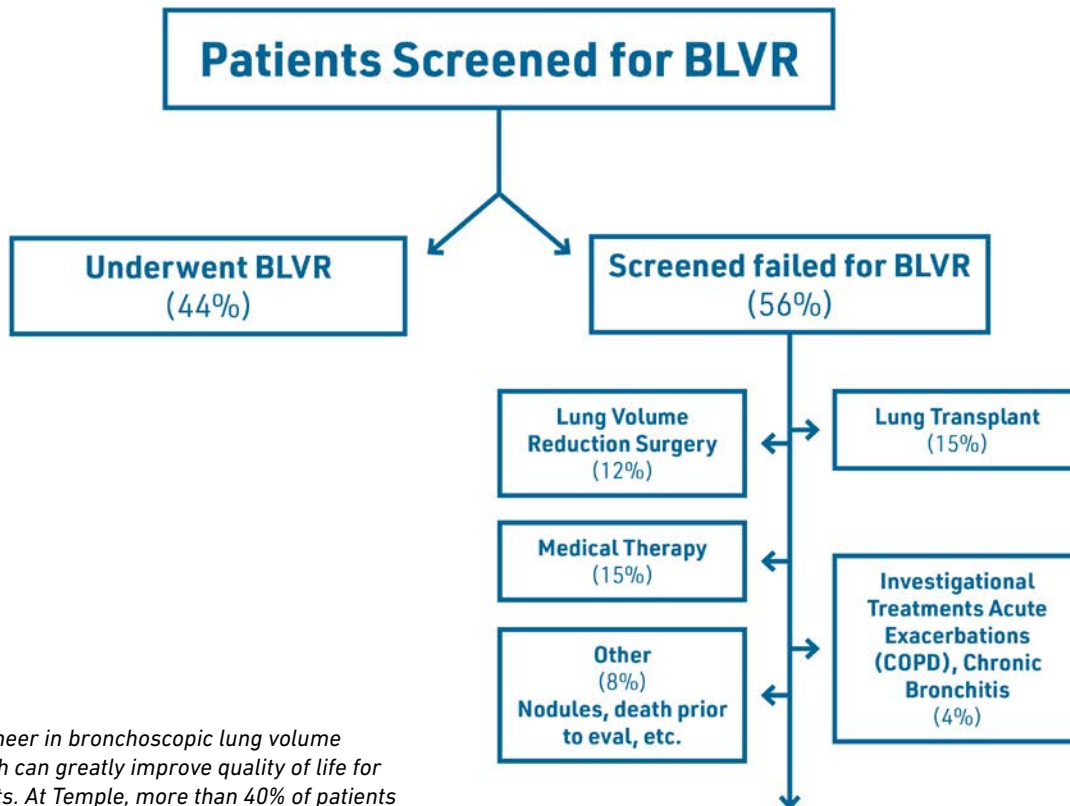 Patients Screened for BLVR
Underwent BLVR
(44%)
Screened failed for BLVR
(56%)
Lung Volume
Reduction Surgery
(12%)
Lung Transplant
(15%)
Medical Therapy
(15%)
Investigational
Treatments Acute
Exacerbations
(COPD), Chronic
Bronchitis
(4%)
Other
(8%)
Nodules, death prior
to eval, etc.
in bronchoscopic lung volume
can greatly improve quality of life for
At Temple, more than 40% of patients